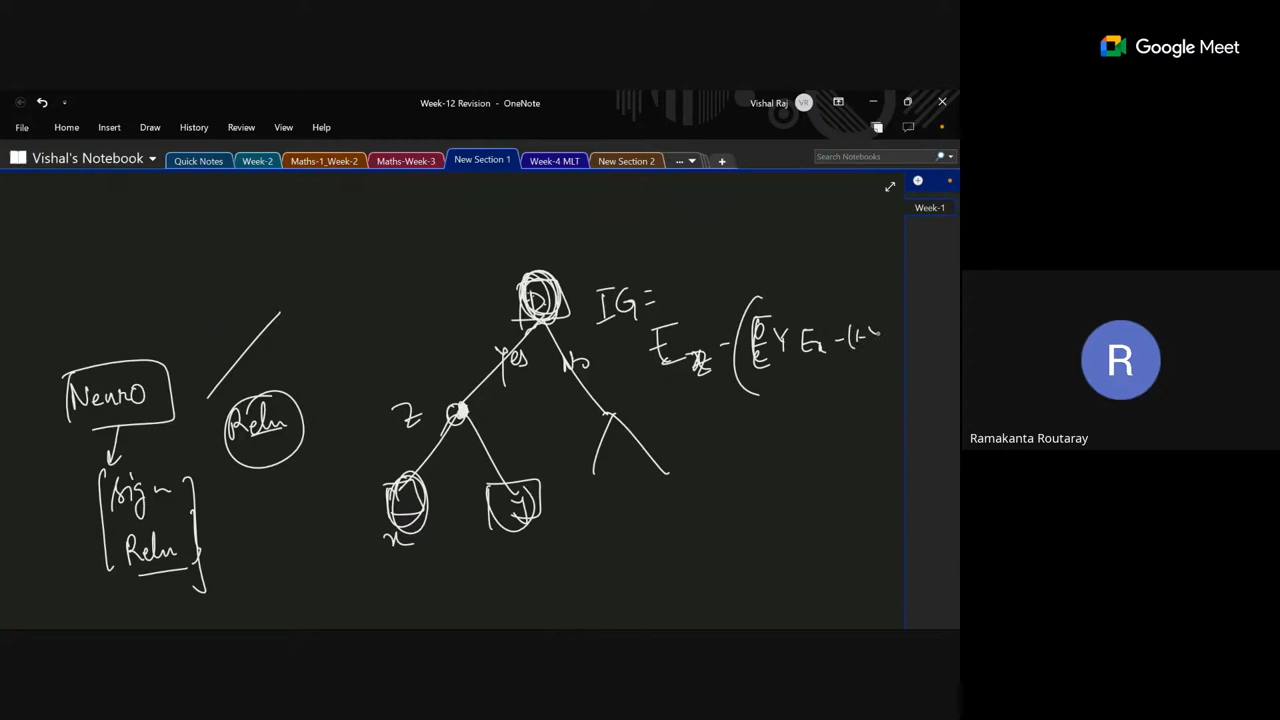 Google Meet
Week-12 Revision - OneNote
Vishal Raj
VR
File
Home
Insert
Draw
History
Review
View
Help
Vishal's Notebook
Quick Notes
Week-2
Maths-1_Week-2
Maths-Week-3
New Section 1
Week-4 MLT
New Section 2
...
Search Notebooks
Week-1
D
IG =
Yes
No
Z
Neuro
Relu
Sign
Relu
x
y
R
Ramakanta Routaray